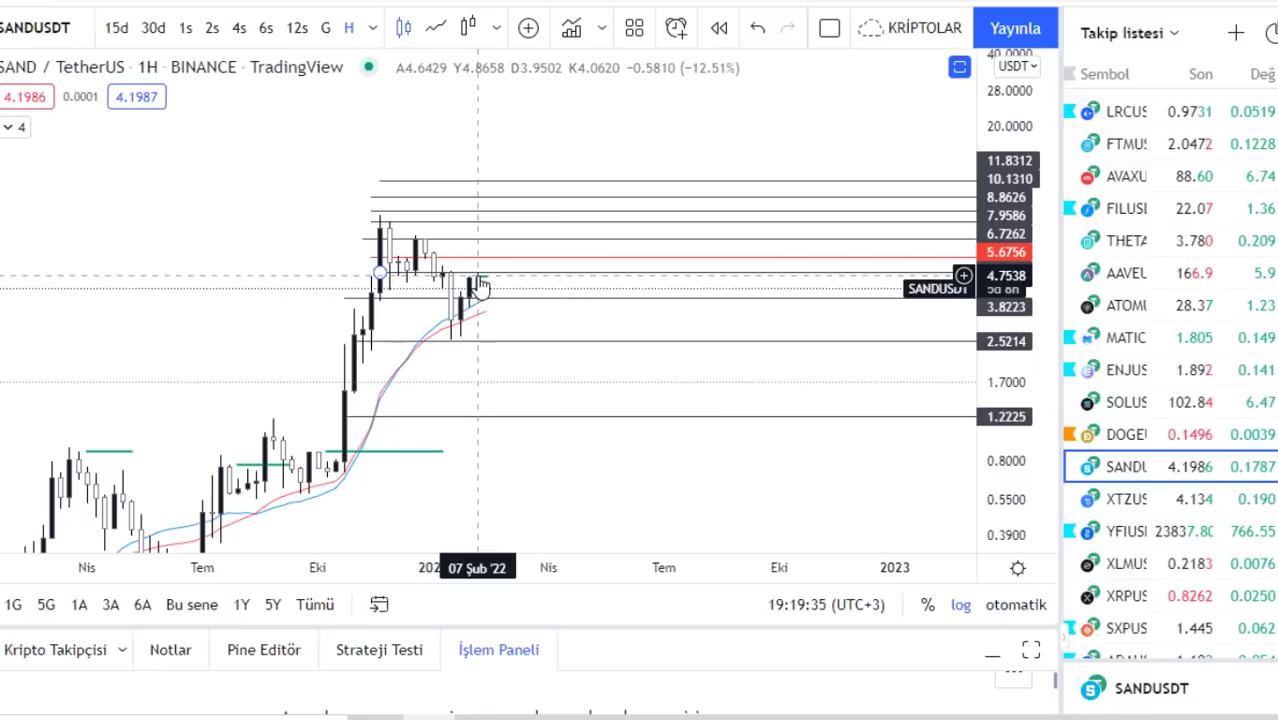 SANDUSDT 15d 30d 1s 2s 4s 6s 12s G H KRİPTOLAR Yayınla
SAND / TetherUS · 1H · BINANCE · TradingView A4.6429 Y4.8658 D3.9502 K4.0620 −0.5810 (−12.51%)
4.1986 0.0001 4.1987
4
USDT
40.0000
28.0000
20.0000
11.8312
10.1310
8.8626
7.9586
6.7262
5.6756
4.7538
SANDUSDT 5d 8h
3.8223
2.5214
1.7000
1.2225
0.8000
0.5500
0.3900
Nis Tem Eki 202 07 Şub '22 Nis Tem Eki 2023
1G 5G 1A 3A 6A Bu sene 1Y 5Y Tümü 19:19:35 (UTC+3) % log otomatik
Kripto Takipçisi Notlar Pine Editör Strateji Testi İşlem Paneli
Takip listesi
Sembol Son Değ
LRCUS 0.9731 0.0519
FTMUS 2.0472 0.1228
AVAXU 88.60 6.74
FILUSI 22.07 1.36
THETA 3.780 0.209
AAVEU 166.9 5.9
ATOMU 28.37 1.23
MATIC 1.805 0.149
ENJUS 1.892 0.141
SOLUS 102.84 6.47
DOGEU 0.1496 0.0039
SANDU 4.1986 0.1787
XTZUS 4.134 0.190
YFIUS 23837.80 766.55
XLMUS 0.2183 0.0076
XRPUS 0.8262 0.0250
SXPUS 1.445 0.062
SANDUSDT